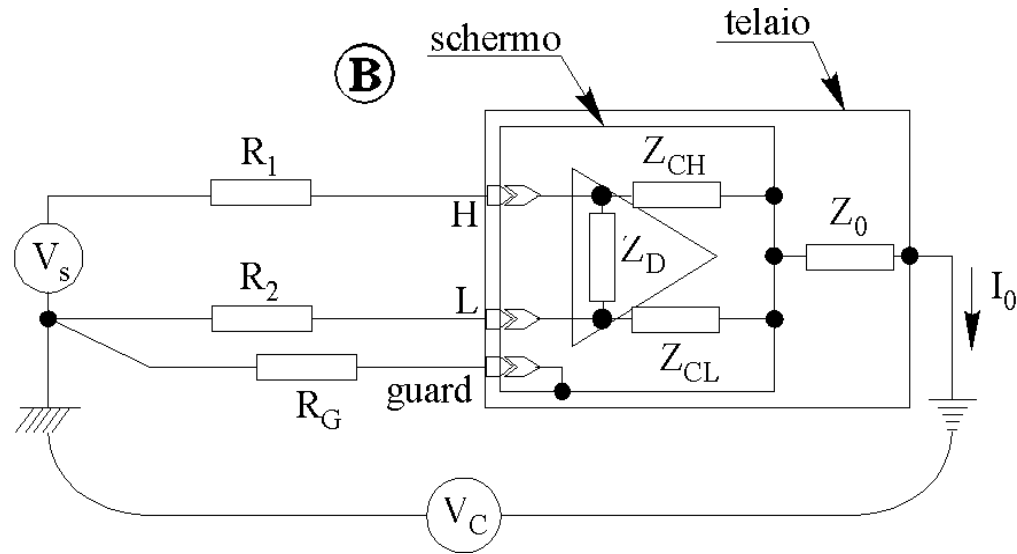 schermo
telaio
B
R1
ZCH
H
Z0
Vs
ZD
R2
L
I0
ZCL
guard
RG
VC